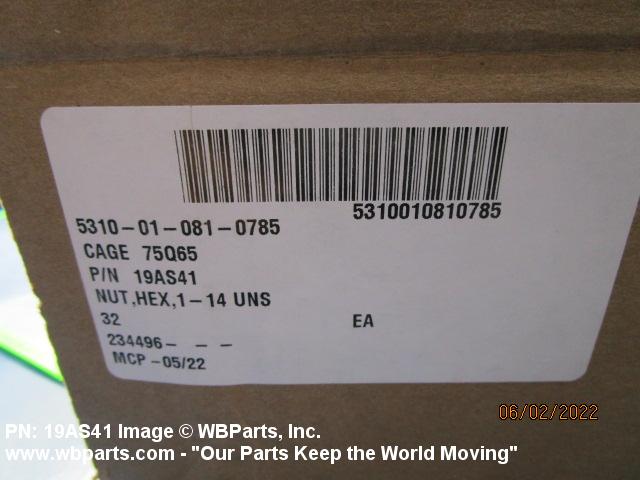 5310010810785
5310-01-081-0785
CAGE 75Q65
P/N 19AS41
NUT,HEX,1-14 UNS
32 EA
234496- - -
MCP-05/22
06/02/2022
PN: 19AS41 Image © WBParts, Inc.
www.wbparts.com - "Our Parts Keep the World Moving"